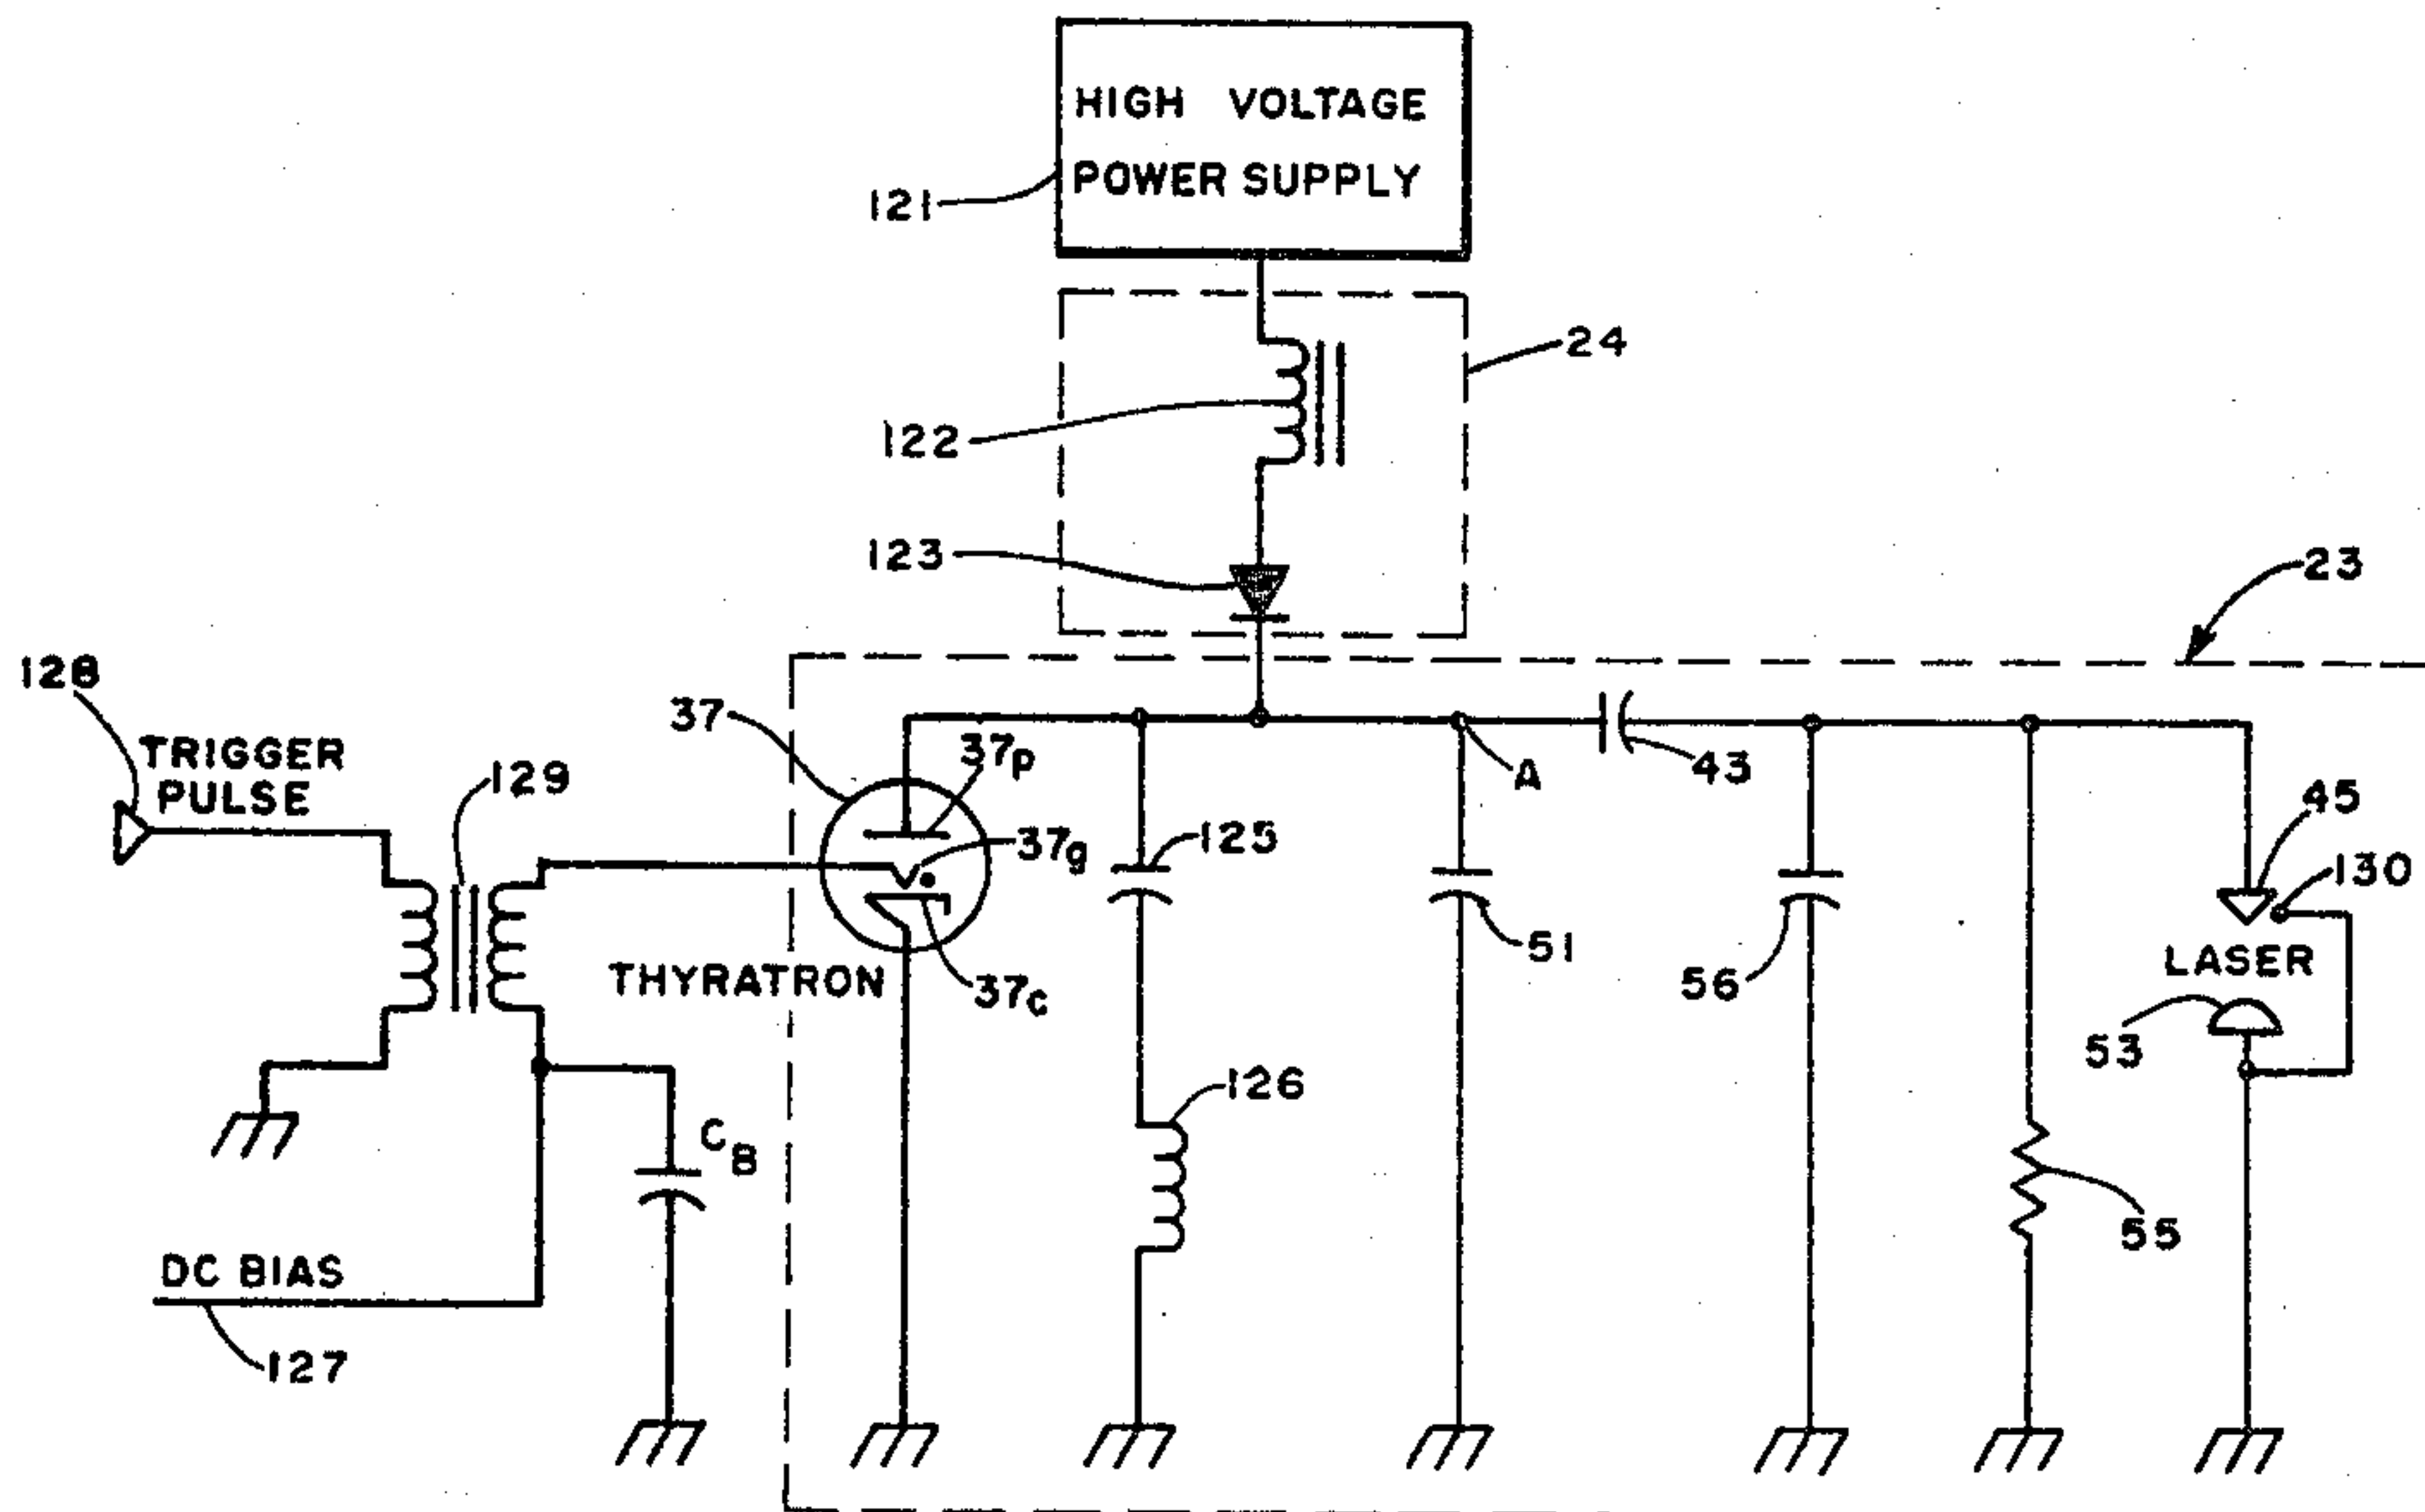 HIGH VOLTAGE
POWER SUPPLY
121
24
122
123
23
128
TRIGGER
PULSE
129
37
37p
37g
37c
THYRATRON
125
126
A
43
51
56
45
130
LASER
53
55
CB
DC BIAS
127